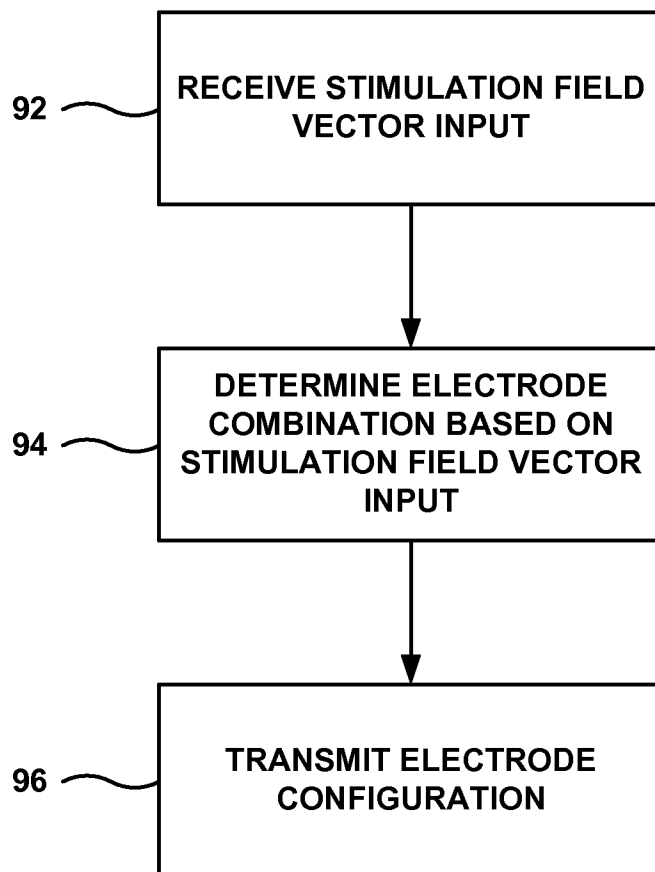 92
RECEIVE STIMULATION FIELD
VECTOR INPUT
94
DETERMINE ELECTRODE
COMBINATION BASED ON
STIMULATION FIELD VECTOR
INPUT
96
TRANSMIT ELECTRODE
CONFIGURATION